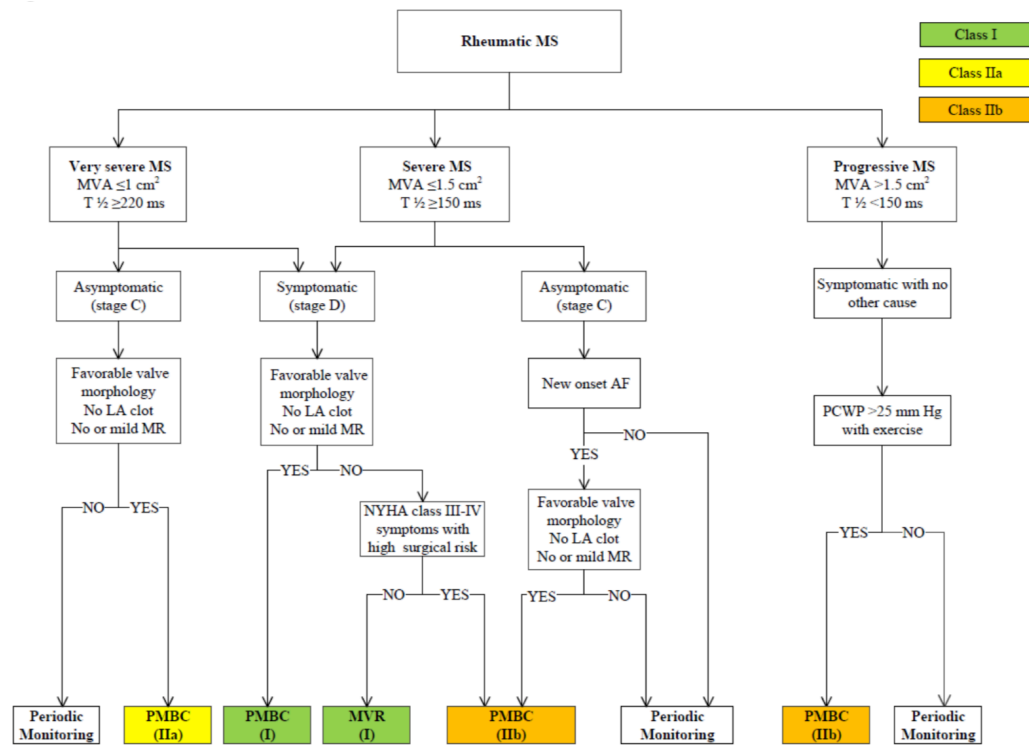 Rheumatic MS
Class I
Class IIa
Class IIb
Very severe MS
MVA ≤1 cm²
T ½ ≥220 ms
Severe MS
MVA ≤1.5 cm²
T ½ ≥150 ms
Progressive MS
MVA >1.5 cm²
T ½ <150 ms
Asymptomatic
(stage C)
Symptomatic
(stage D)
Asymptomatic
(stage C)
Symptomatic with no
other cause
Favorable valve
morphology
No LA clot
No or mild MR
Favorable valve
morphology
No LA clot
No or mild MR
New onset AF
PCWP >25 mm Hg
with exercise
NO
YES
YES
NO
YES
NO
NYHA class III-IV
symptoms with
high surgical risk
Favorable valve
morphology
No LA clot
No or mild MR
YES
NO
NO
YES
YES
NO
Periodic
Monitoring
PMBC
(IIa)
PMBC
(I)
MVR
(I)
PMBC
(IIb)
Periodic
Monitoring
PMBC
(IIb)
Periodic
Monitoring